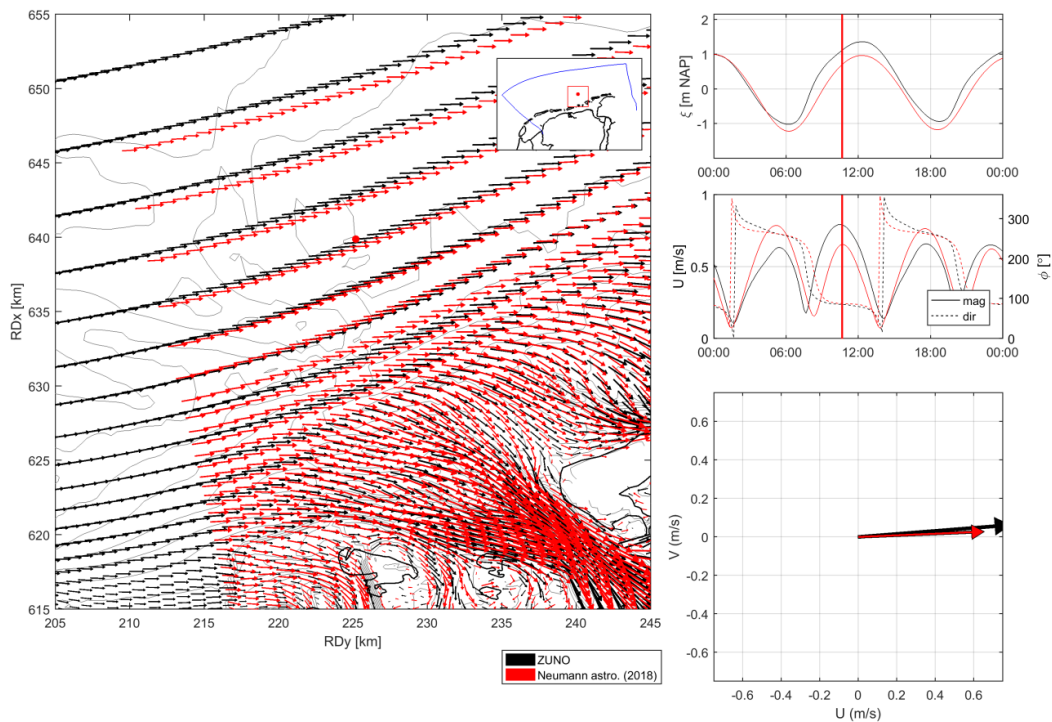 655
650
645
640
635
630
625
620
615
RDx [km]
205 210 215 220 225 230 235 240 245
RDy [km]
ZUNO
Neumann astro. (2018)
2
1
0
-1
ξ [m NAP]
00:00 06:00 12:00 18:00 00:00
1
0.5
0
U [m/s]
300
200
100
0
ϕ [°]
mag
dir
00:00 06:00 12:00 18:00 00:00
0.6
0.4
0.2
0
-0.2
-0.4
-0.6
V (m/s)
-0.6 -0.4 -0.2 0 0.2 0.4 0.6
U (m/s)